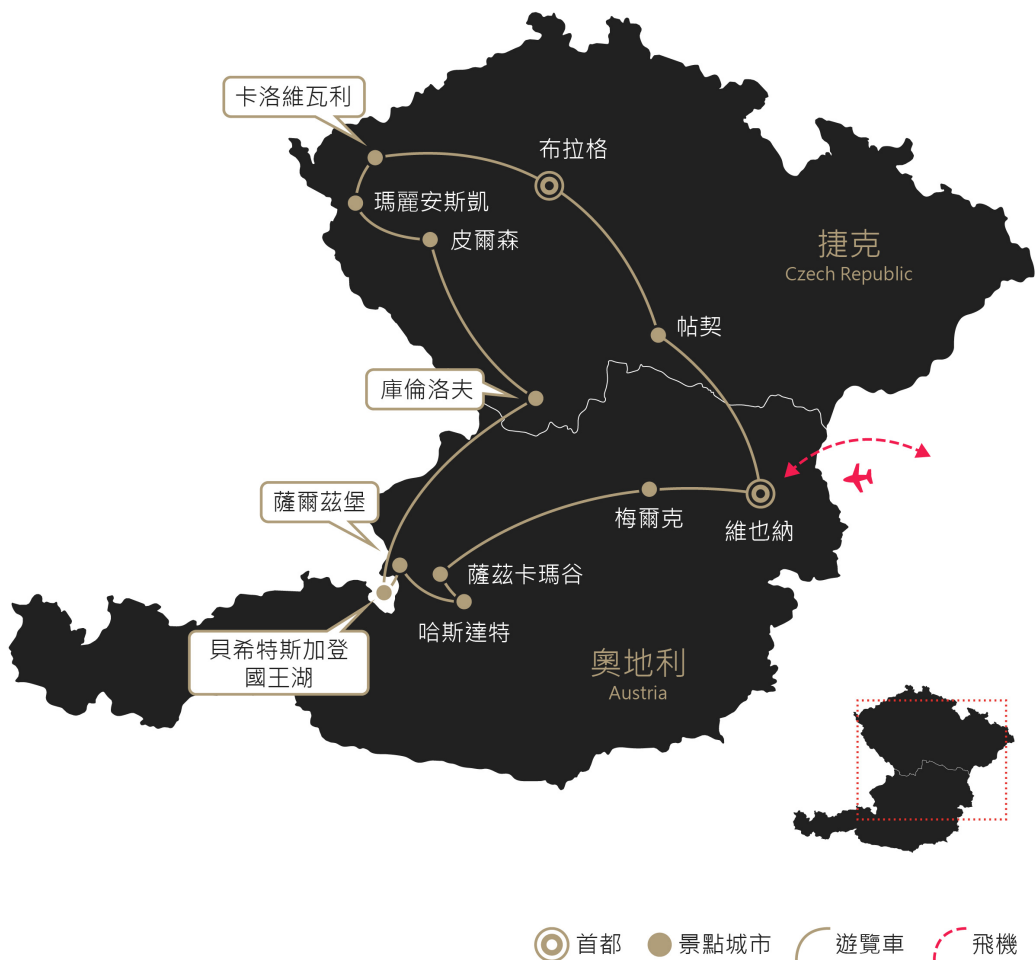 卡洛維瓦利
布拉格
瑪麗安斯凱
皮爾森
捷克
Czech Republic
帖契
庫倫洛夫
薩爾茲堡
梅爾克
維也納
薩茲卡瑪谷
哈斯達特
貝希特斯加登
國王湖
奧地利
Austria
首都
景點城市
遊覽車
飛機